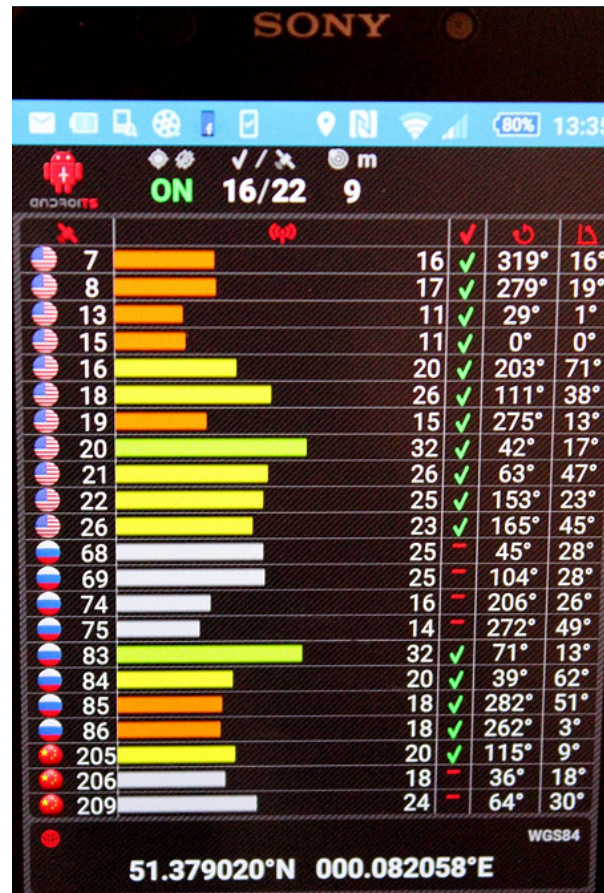 SONY
80% 13:35
m
ANDROITS ON 16/22 9
7 16 319° 16°
8 17 279° 19°
13 11 29° 1°
15 11 0° 0°
16 20 203° 71°
18 26 111° 38°
19 15 275° 13°
20 32 42° 17°
21 26 63° 47°
22 25 153° 23°
26 23 165° 45°
68 25 45° 28°
69 25 104° 28°
74 16 206° 26°
75 14 272° 49°
83 32 71° 13°
84 20 39° 62°
85 18 282° 51°
86 18 262° 3°
205 20 115° 9°
206 18 36° 18°
209 24 64° 30°
WGS84
51.379020°N 000.082058°E